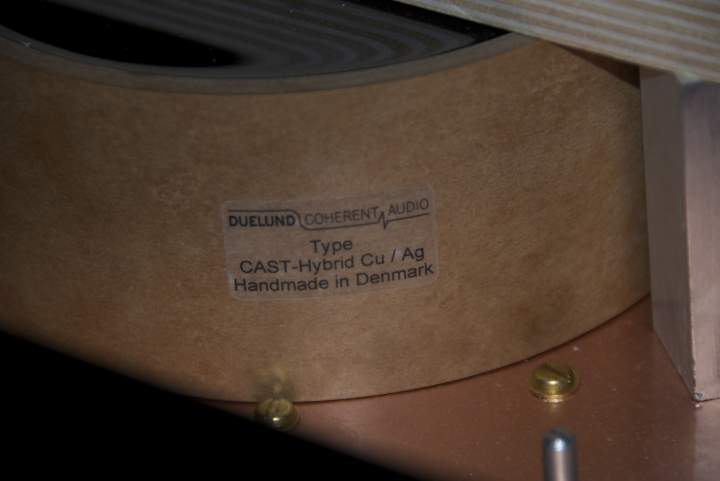 DUELUND COHERENT AUDIO
Type
CAST-Hybrid Cu / Ag
Handmade in Denmark